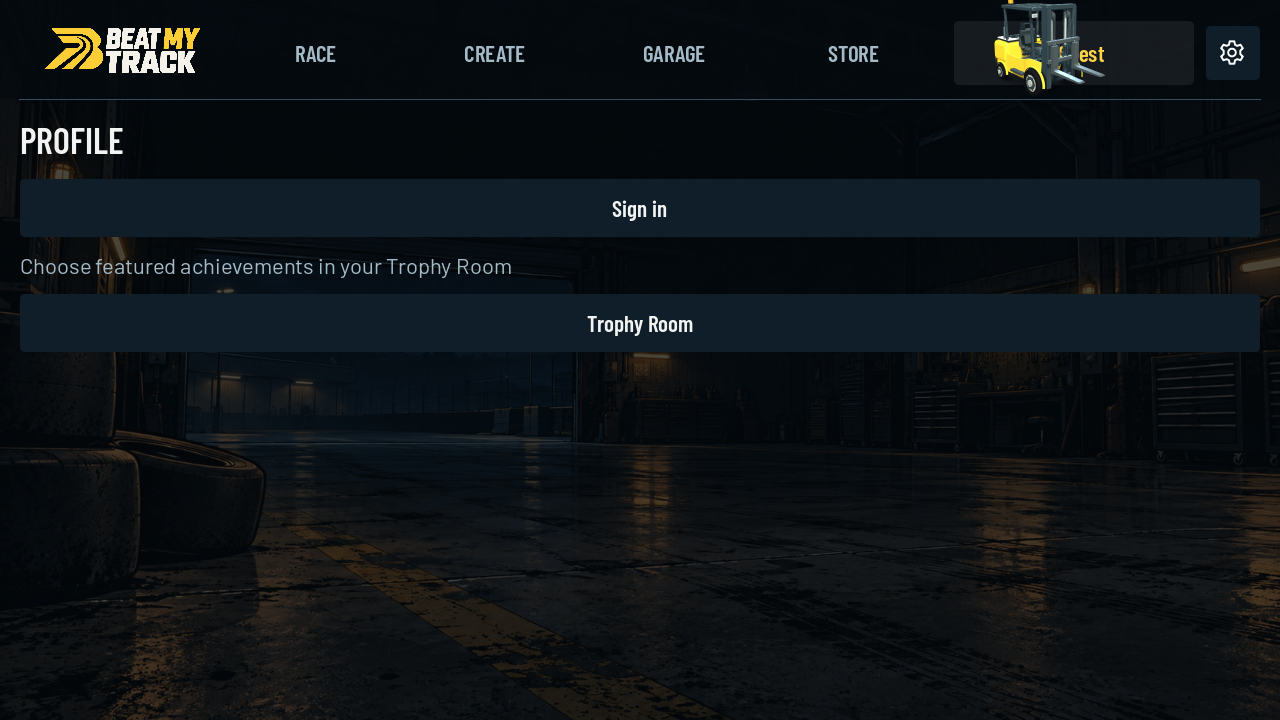 BEAT MY
TRACK
RACE
CREATE
GARAGE
STORE
est
PROFILE
Sign in
Choose featured achievements in your Trophy Room
Trophy Room